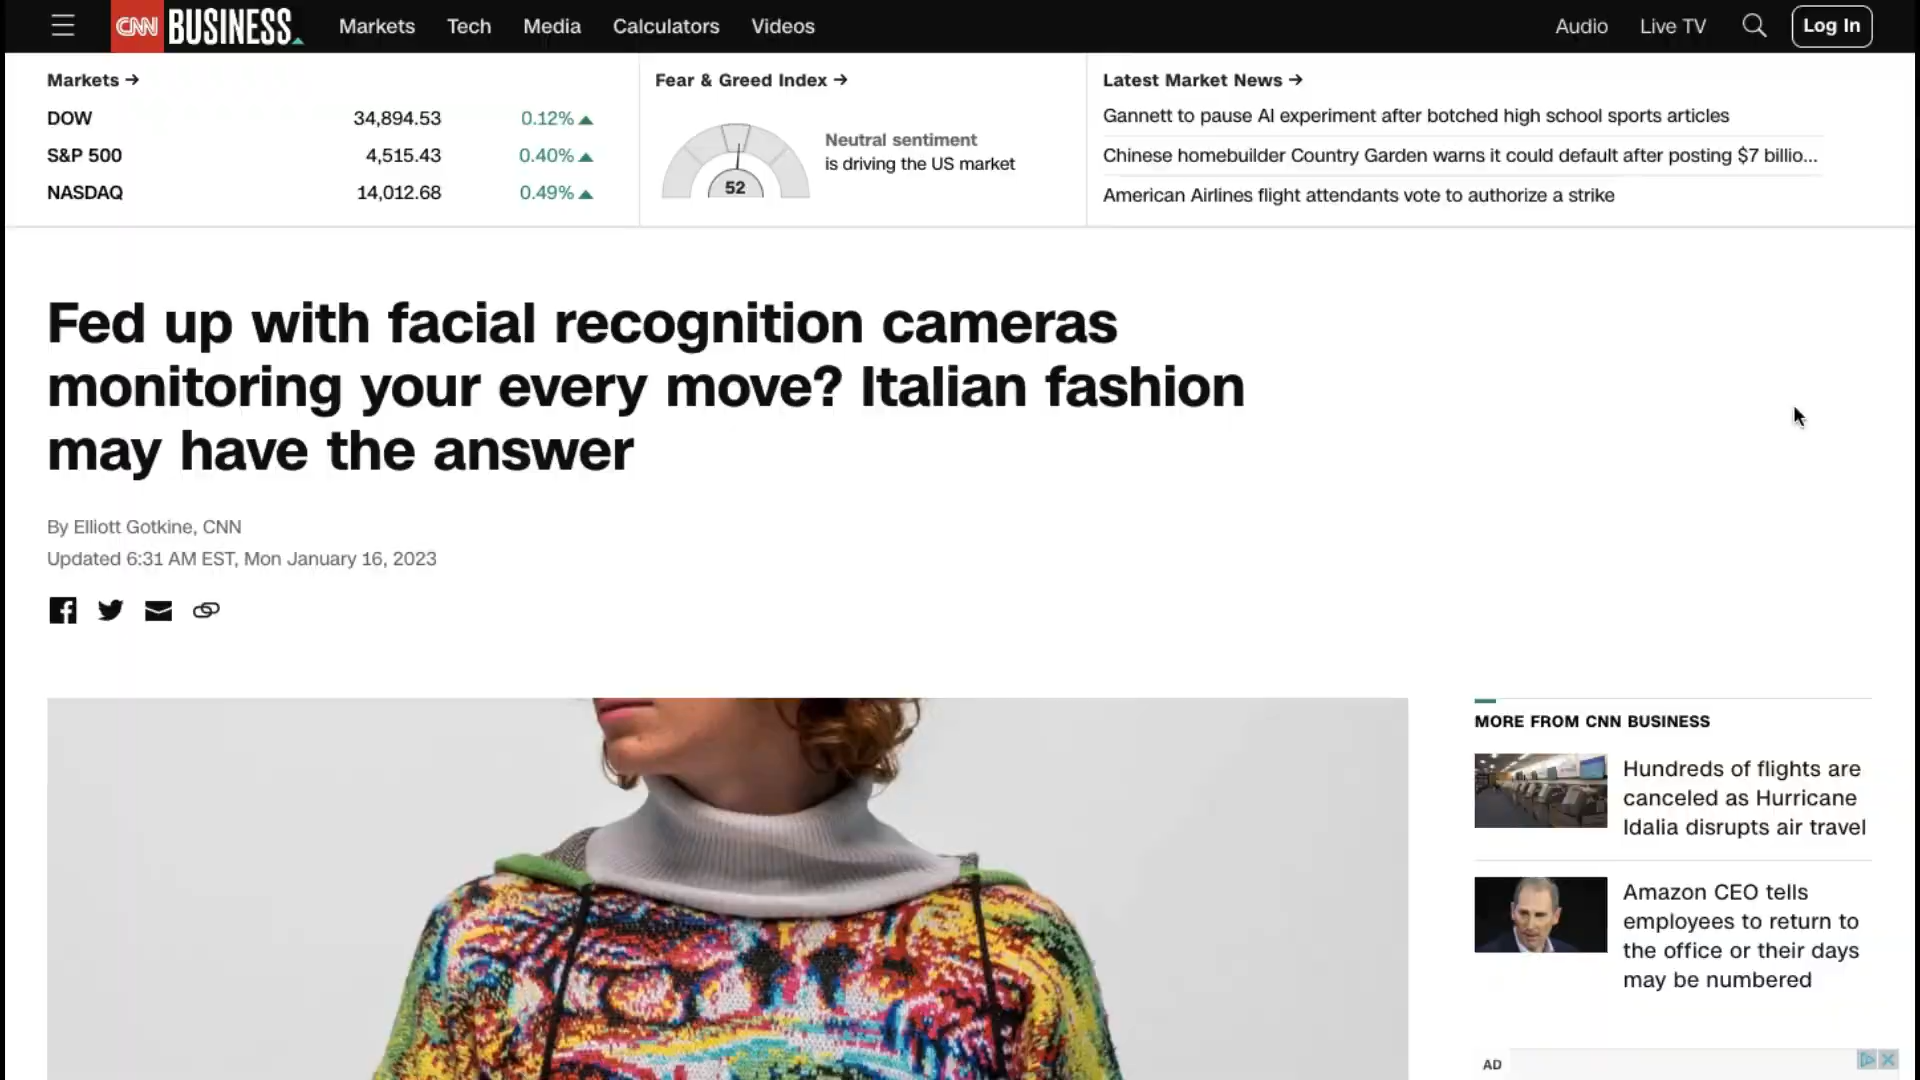 CNN BUSINESS
Markets Tech Media Calculators Videos
Audio Live TV Log In
Markets →
DOW 34,894.53 0.12%
S&P 500 4,515.43 0.40%
NASDAQ 14,012.68 0.49%
Fear & Greed Index →
52
Neutral sentiment
is driving the US market
Latest Market News →
Gannett to pause AI experiment after botched high school sports articles
Chinese homebuilder Country Garden warns it could default after posting $7 billio...
American Airlines flight attendants vote to authorize a strike
Fed up with facial recognition cameras
monitoring your every move? Italian fashion
may have the answer
By Elliott Gotkine, CNN
Updated 6:31 AM EST, Mon January 16, 2023
MORE FROM CNN BUSINESS
Hundreds of flights are
canceled as Hurricane
Idalia disrupts air travel
Amazon CEO tells
employees to return to
the office or their days
may be numbered
AD